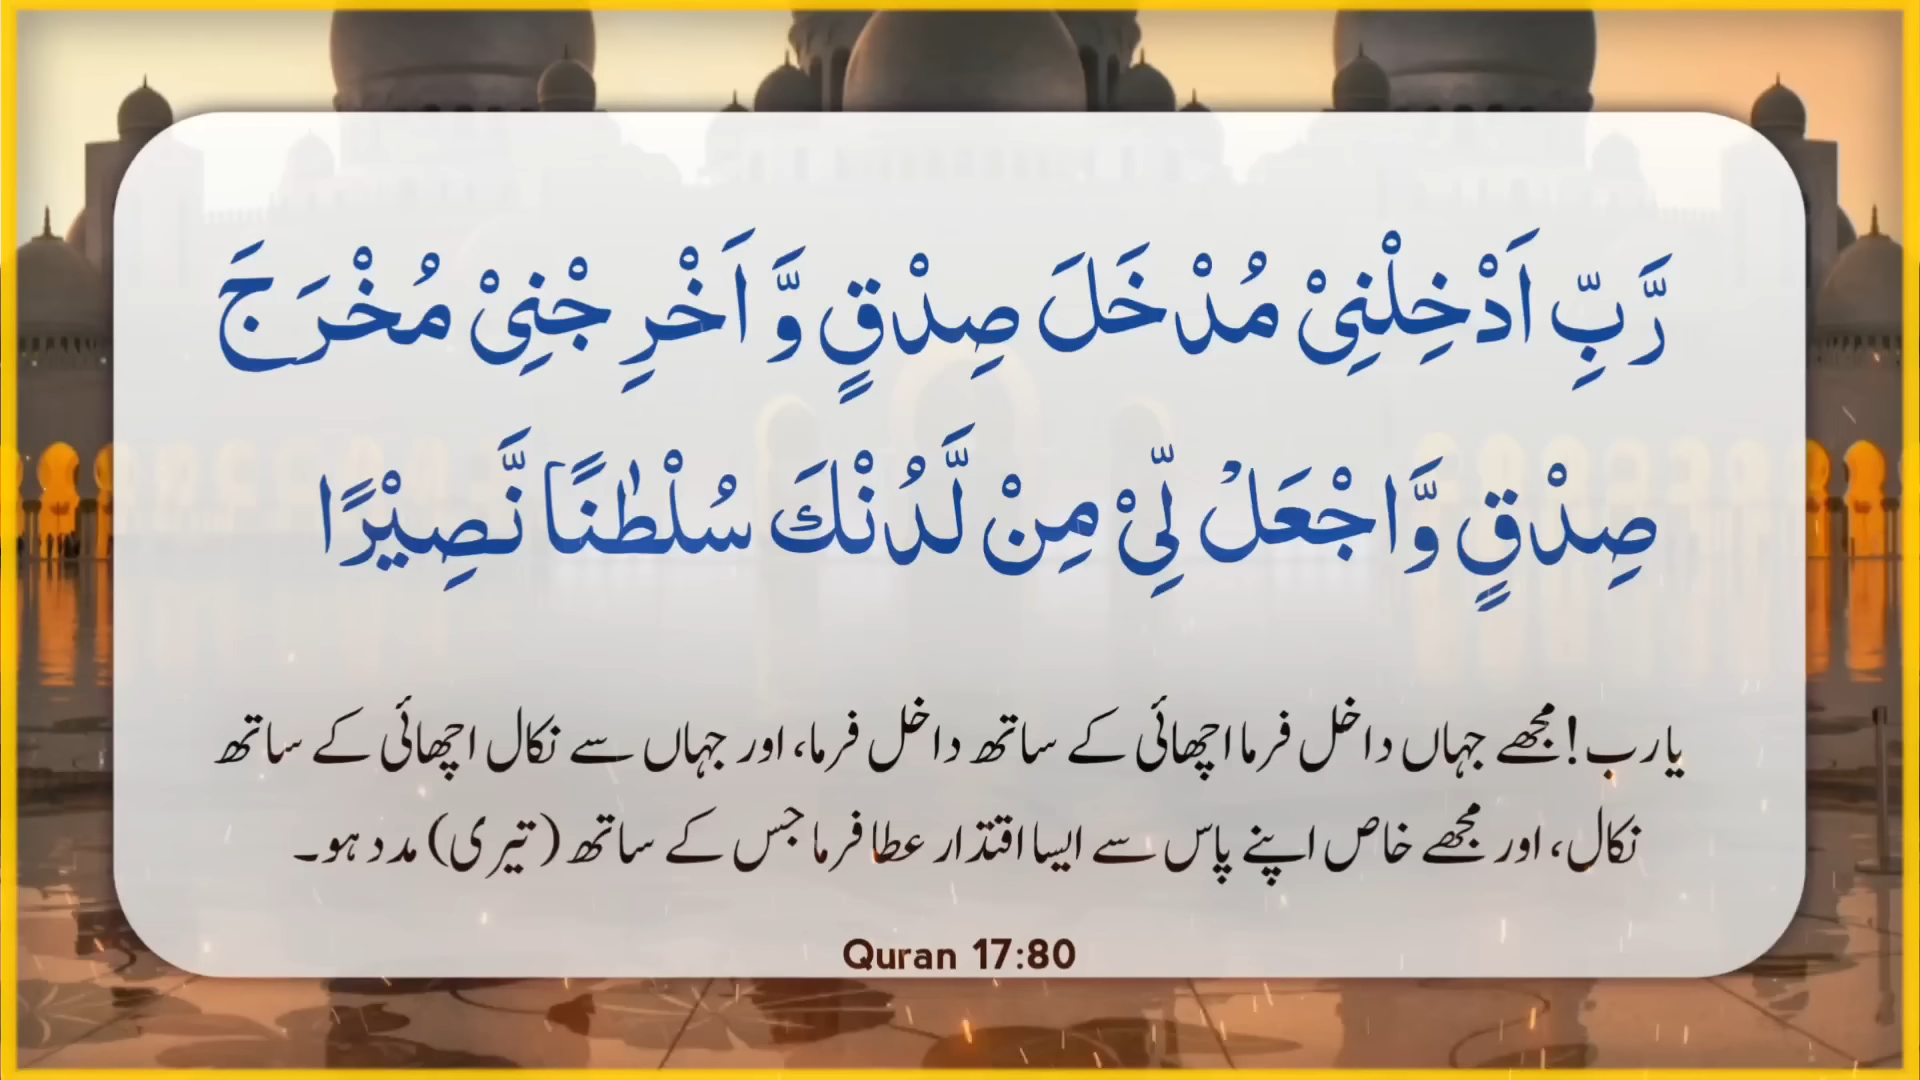 رَّبِّ اَدْخِلْنِیْ مُدْخَلَ صِدْقٍ وَّ اَخْرِ جْنِیْ مُخْرَجَ
صِدْقٍ وَّاجْعَلْ لِّیْ مِنْ لَّدُنْكَ سُلْطٰنًا نَّصِیْرًا
یا رب! مجھے جہاں داخل فرما اچھائی کے ساتھ داخل فرما، اور جہاں سے نکال اچھائی کے ساتھ
نکال، اور مجھے خاص اپنے پاس سے ایسا اقتدار عطا فرما جس کے ساتھ (تیری) مدد ہو۔
Quran 17:80